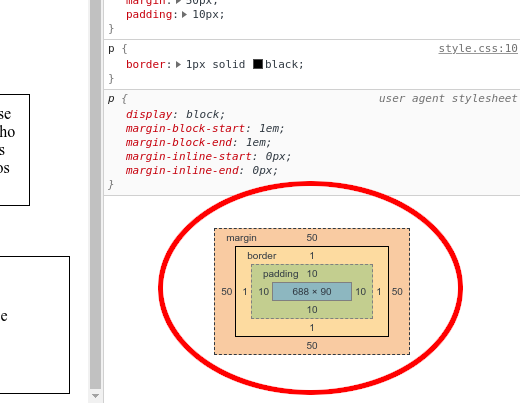 margin: 50px;
padding: 10px;
}
p {
style.css:10
border: 1px solid black;
}
p {
user agent stylesheet
display: block;
margin-block-start: 1em;
margin-block-end: 1em;
margin-inline-start: 0px;
margin-inline-end: 0px;
}
se
ho
s
os
e
margin 50
border 1
padding 10
50 1 10 688 × 90 10 1 50
10
1
50